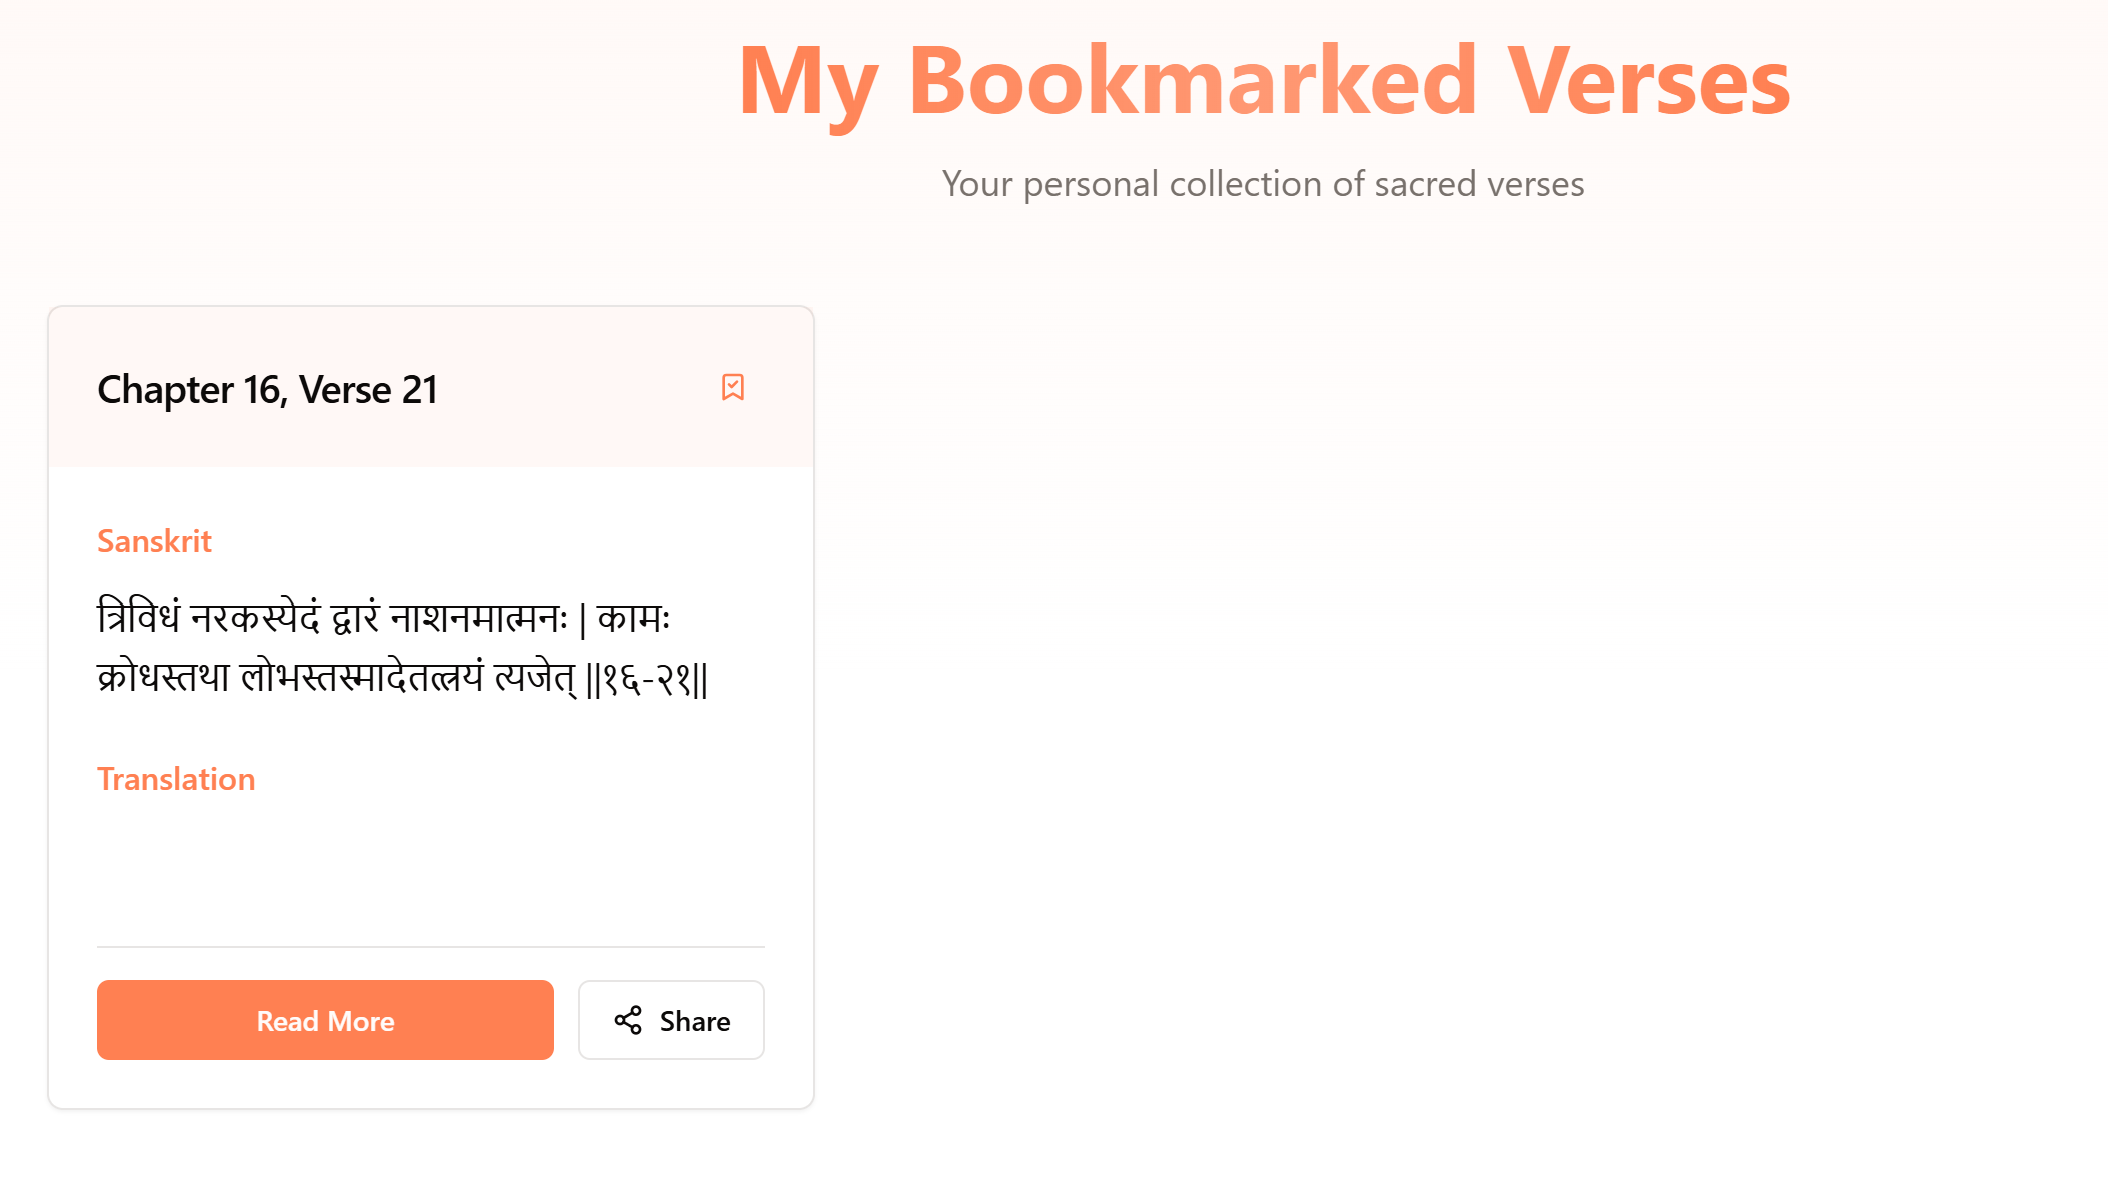 My Bookmarked Verses
Your personal collection of sacred verses
Chapter 16, Verse 21
Sanskrit
त्रिविधं नरकस्येदं द्वारं नाशनमात्मनः | कामः
क्रोधस्तथा लोभस्तस्मादेतत्त्रयं त्यजेत् ||१६-२१||
Translation
Read More
Share